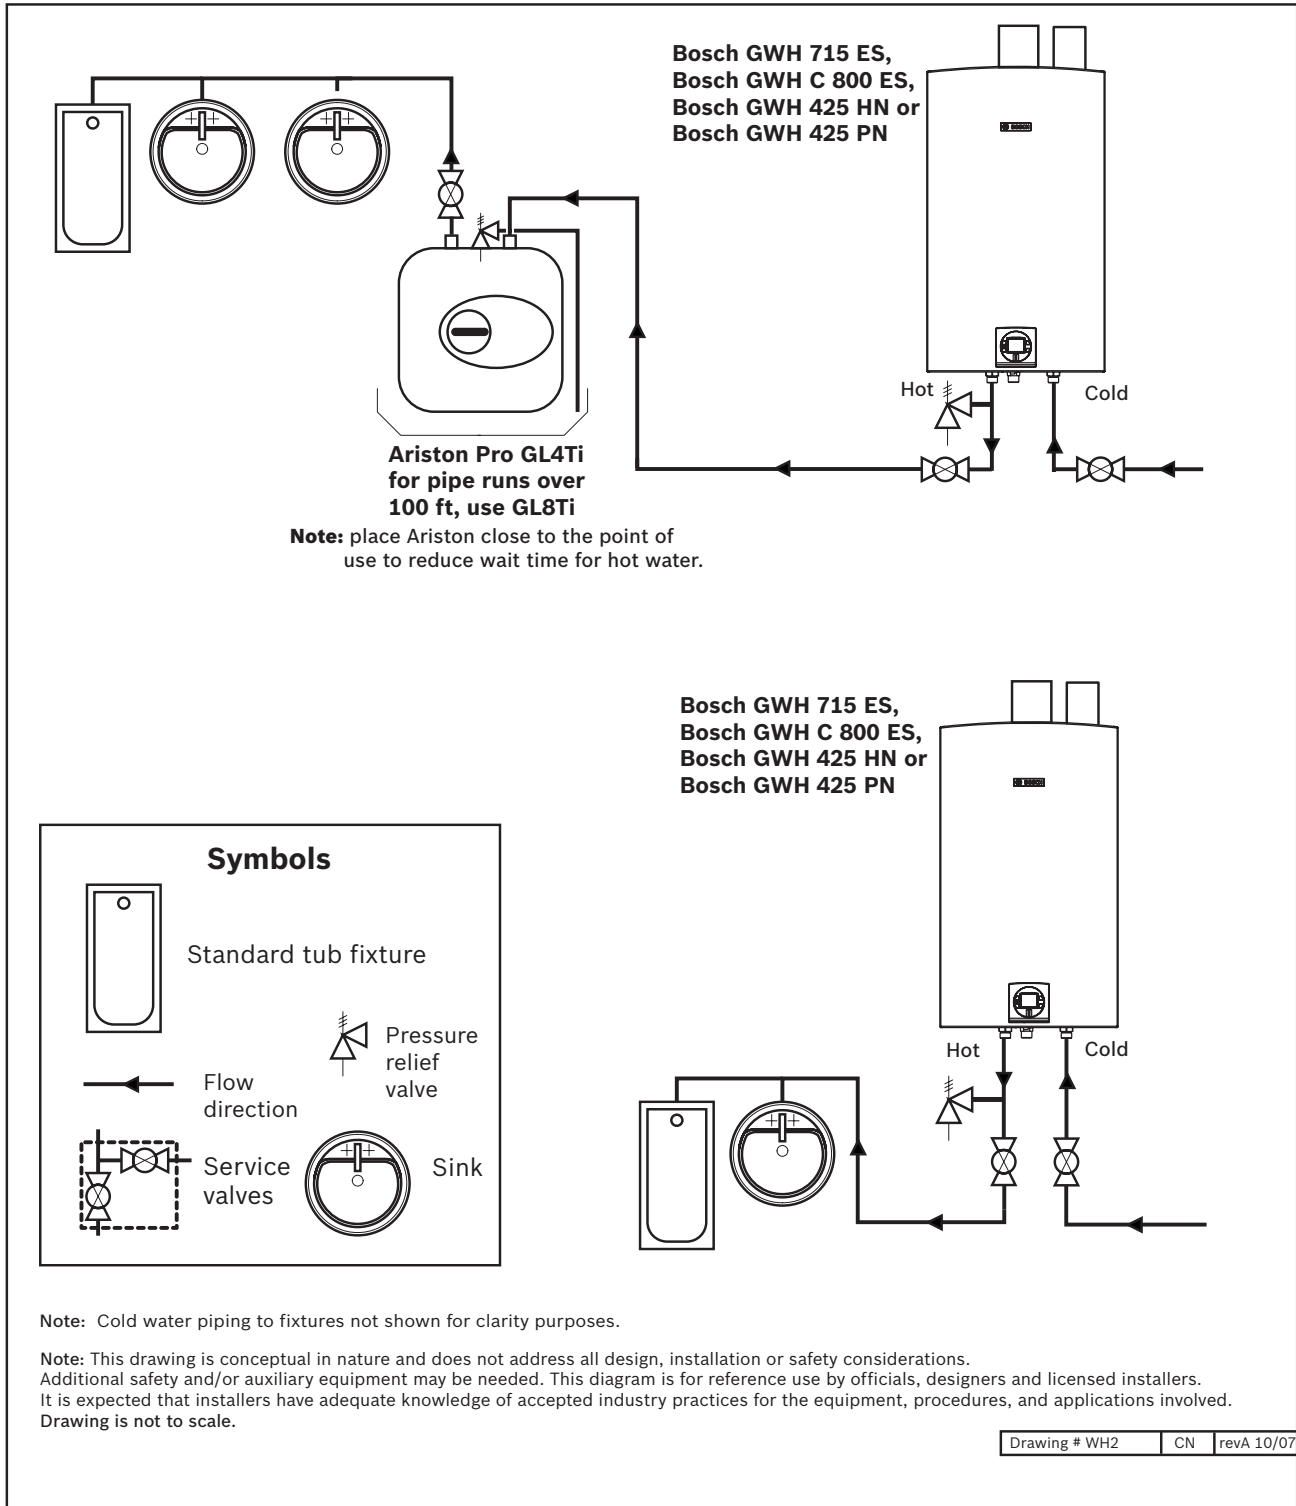 Bosch GWH 715 ES,
Bosch GWH C 800 ES,
Bosch GWH 425 HN or
Bosch GWH 425 PN
BOSCH
Hot
Cold
Ariston Pro GL4Ti
for pipe runs over
100 ft, use GL8Ti
Note: place Ariston close to the point of
use to reduce wait time for hot water.
Bosch GWH 715 ES,
Bosch GWH C 800 ES,
Bosch GWH 425 HN or
Bosch GWH 425 PN
BOSCH
Hot
Cold
Symbols
Standard tub fixture
Pressure
relief
valve
Flow
direction
Service
valves
Sink
Note: Cold water piping to fixtures not shown for clarity purposes.
Note: This drawing is conceptual in nature and does not address all design, installation or safety considerations.
Additional safety and/or auxiliary equipment may be needed. This diagram is for reference use by officials, designers and licensed installers.
It is expected that installers have adequate knowledge of accepted industry practices for the equipment, procedures, and applications involved.
Drawing is not to scale.
Drawing # WH2 CN revA 10/07